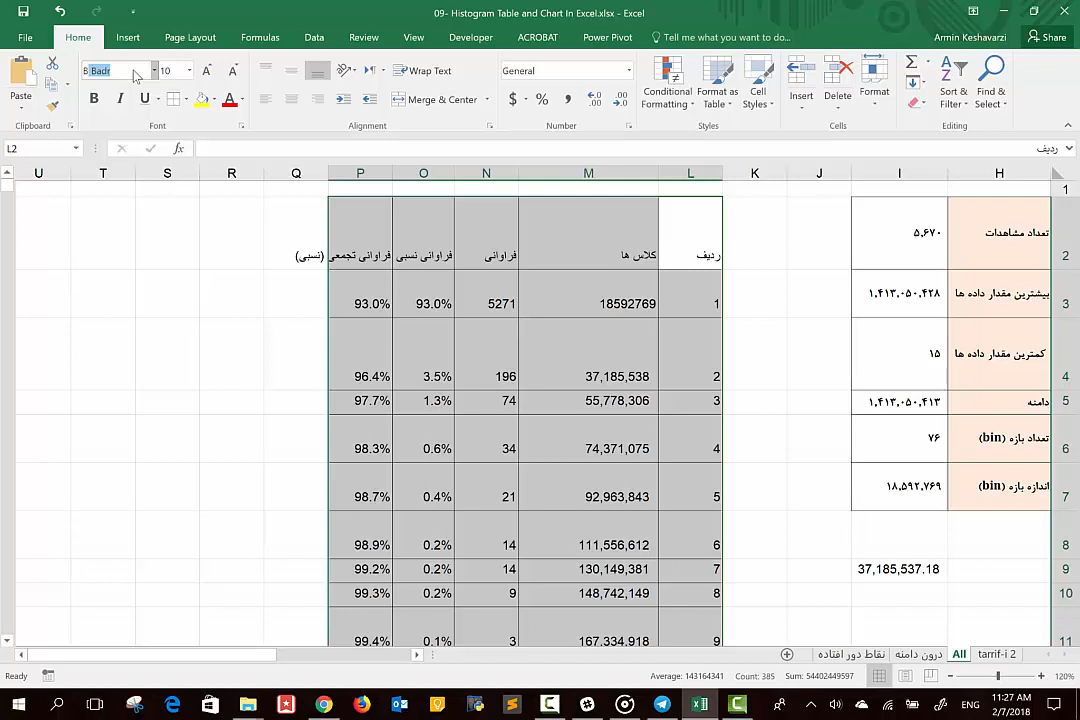 09- Histogram Table and Chart In Excel.xlsx - Excel
File Home Insert Page Layout Formulas Data Review View Developer ACROBAT Power Pivot Tell me what you want to do... Armin Keshavarzi Share
B Badr 10 A A Wrap Text General Conditional Format as Cell Insert Delete Format Sort & Find &
Paste B I U A Merge & Center $ % , Formatting Table Styles Filter Select
Clipboard Font Alignment Number Styles Cells Editing
L2 fx ردیف
U T S R Q P O N M L K J I H
1
2 تعداد مشاهدات ۵,۶۷۰ ردیف کلاس ها فراوانی فراوانی نسبی فراوانی تجمعی (نسبی)
3 بیشترین مقدار داده ها ۱,۴۱۳,۰۵۰,۴۲۸ 1 18592769 5271 93.0% 93.0%
4 کمترین مقدار داده ها ۱۵ 2 37,185,538 196 3.5% 96.4%
5 دامنه ۱,۴۱۳,۰۵۰,۴۱۳ 3 55,778,306 74 1.3% 97.7%
6 تعداد بازه (bin) ۷۶ 4 74,371,075 34 0.6% 98.3%
7 اندازه بازه (bin) ۱۸,۵۹۲,۷۶۹ 5 92,963,843 21 0.4% 98.7%
8 6 111,556,612 14 0.2% 98.9%
9 37,185,537.18 7 130,149,381 14 0.2% 99.2%
10 8 148,742,149 9 0.2% 99.3%
11 9 167,334,918 3 0.1% 99.4%
نقاط دور افتاده درون دامنه All tarrif-i 2
Ready Average: 143164341 Count: 385 Sum: 54402449597 120%
11:27 AM
ENG
2/7/2018